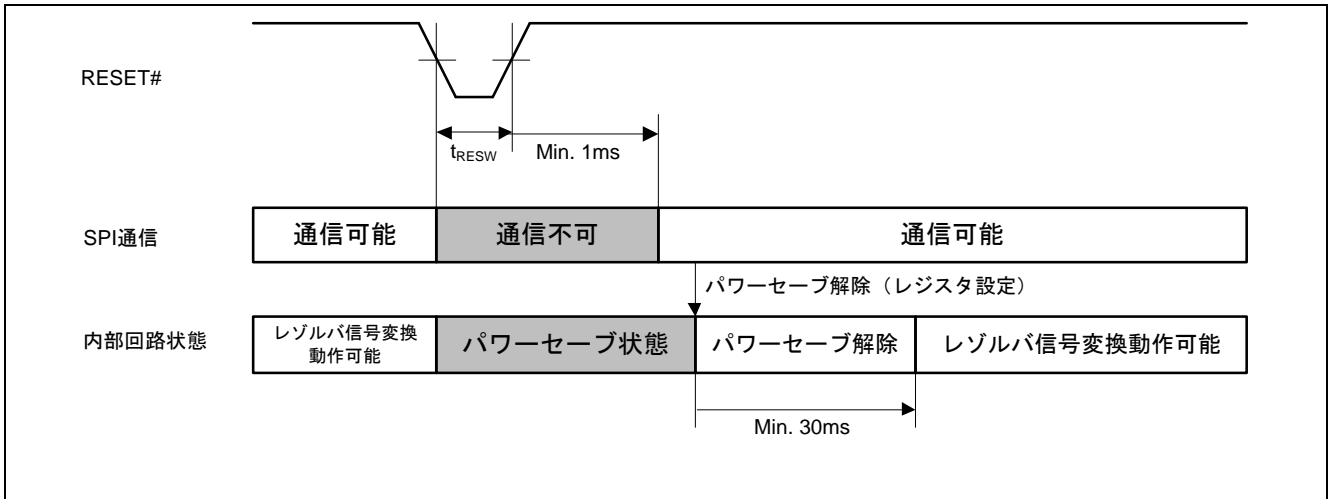 RESET#
tRESW
Min. 1ms
SPI通信
通信可能
通信不可
通信可能
パワーセーブ解除（レジスタ設定）
内部回路状態
レゾルバ信号変換
動作可能
パワーセーブ状態
パワーセーブ解除
レゾルバ信号変換動作可能
Min. 30ms